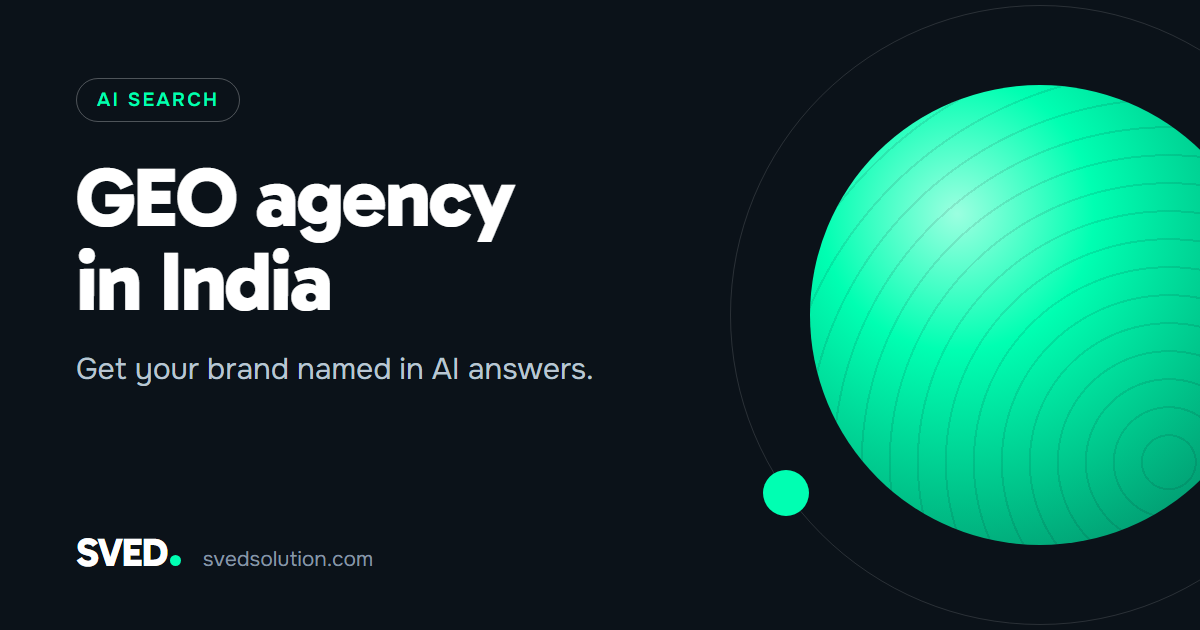 AI SEARCH
GEO agency
in India
Get your brand named in AI answers.
SVED.
svedsolution.com